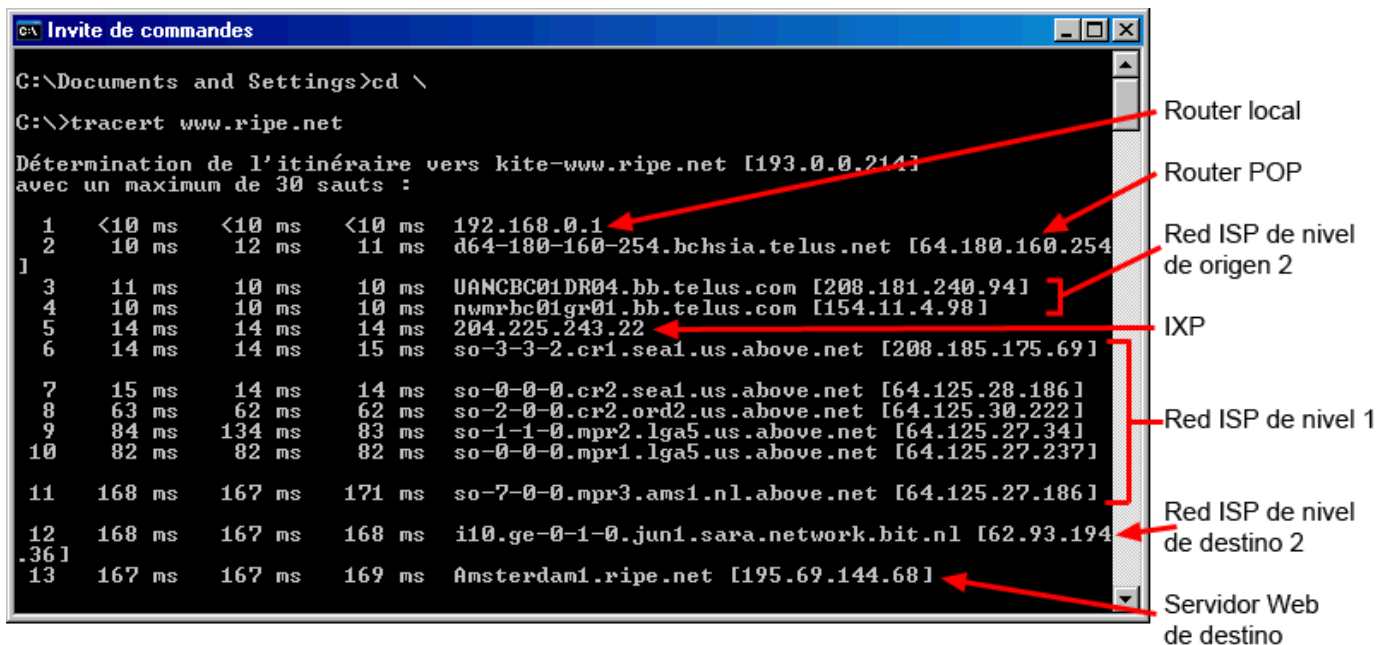 Invite de commandes
C:\Documents and Settings>cd \
C:\>tracert www.ripe.net
Détermination de l'itinéraire vers kite-www.ripe.net [193.0.0.214]
avec un maximum de 30 sauts :
1 <10 ms <10 ms <10 ms 192.168.0.1
2 10 ms 12 ms 11 ms d64-180-160-254.bchsia.telus.net [64.180.160.254
]
3 11 ms 10 ms 10 ms UANCBC01DR04.bb.telus.com [208.181.240.94]
4 10 ms 10 ms 10 ms nwmrbc01gr01.bb.telus.com [154.11.4.98]
5 14 ms 14 ms 14 ms 204.225.243.22
6 14 ms 14 ms 15 ms so-3-3-2.cr1.sea1.us.above.net [208.185.175.69]
7 15 ms 14 ms 14 ms so-0-0-0.cr2.sea1.us.above.net [64.125.28.186]
8 63 ms 62 ms 62 ms so-2-0-0.cr2.ord2.us.above.net [64.125.30.222]
9 84 ms 134 ms 83 ms so-1-1-0.mpr2.lga5.us.above.net [64.125.27.34]
10 82 ms 82 ms 82 ms so-0-0-0.mpr1.lga5.us.above.net [64.125.27.237]
11 168 ms 167 ms 171 ms so-7-0-0.mpr3.ams1.nl.above.net [64.125.27.186]
12 168 ms 167 ms 168 ms i10.ge-0-1-0.jun1.sara.network.bit.nl [62.93.194
.36]
13 167 ms 167 ms 169 ms Amsterdam1.ripe.net [195.69.144.68]
Router local
Router POP
Red ISP de nivel
de origen 2
IXP
Red ISP de nivel 1
Red ISP de nivel
de destino 2
Servidor Web
de destino